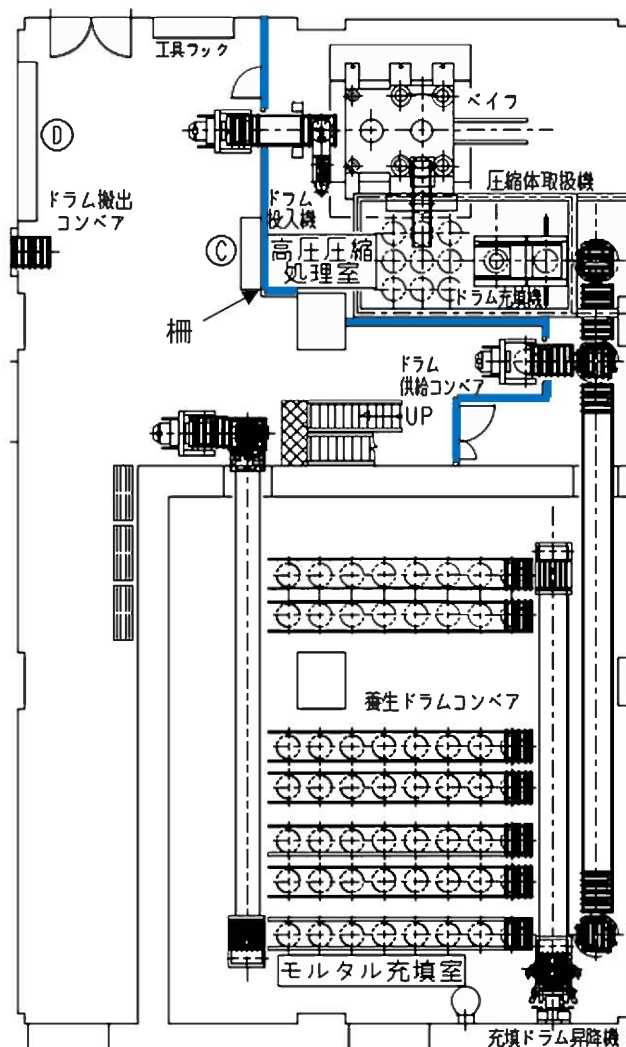 工具フック
ベイラ
D
ドラム搬出
コンベア
ドラム
投入機
圧縮体取扱機
C
高圧圧縮
処理室
ドラム充填機
柵
ドラム
供給コンベア
UP
養生ドラムコンベア
モルタル充填室
充填ドラム昇降機